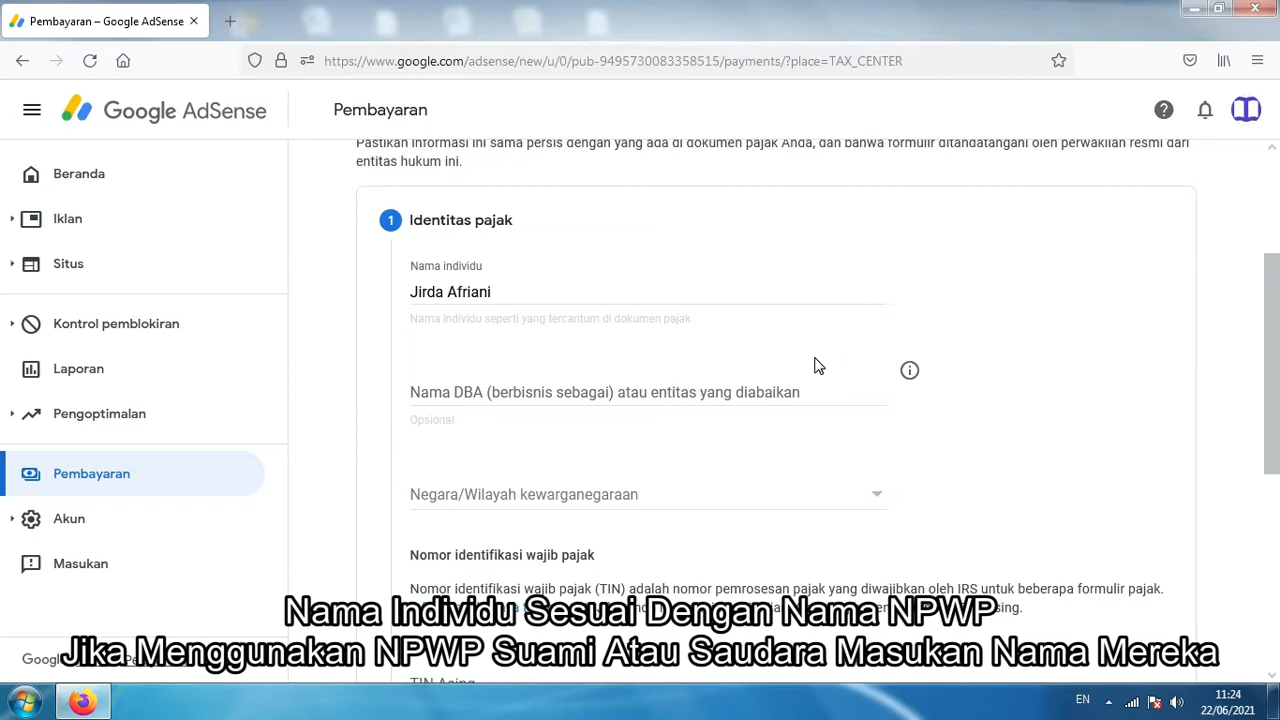 Pembayaran – Google AdSense
https://www.google.com/adsense/new/u/0/pub-9495730083358515/payments/?place=TAX_CENTER
Google AdSense
Pembayaran
Pastikan informasi ini sama persis dengan yang ada di dokumen pajak Anda, dan bahwa formulir ditandatangani oleh perwakilan resmi dari
entitas hukum ini.
Beranda
Iklan
Situs
Kontrol pemblokiran
Laporan
Pengoptimalan
Pembayaran
Akun
Masukan
1 Identitas pajak
Nama individu
Jirda Afriani
Nama individu seperti yang tercantum di dokumen pajak
Nama DBA (berbisnis sebagai) atau entitas yang diabaikan
Opsional
Negara/Wilayah kewarganegaraan
Nomor identifikasi wajib pajak
Nomor identifikasi wajib pajak (TIN) adalah nomor pemrosesan pajak yang diwajibkan oleh IRS untuk beberapa formulir pajak.
Nama Individu Sesuai Dengan Nama NPWP
Jika Menggunakan NPWP Suami Atau Saudara Masukan Nama Mereka
TIN Asing
EN
11:24
22/06/2021